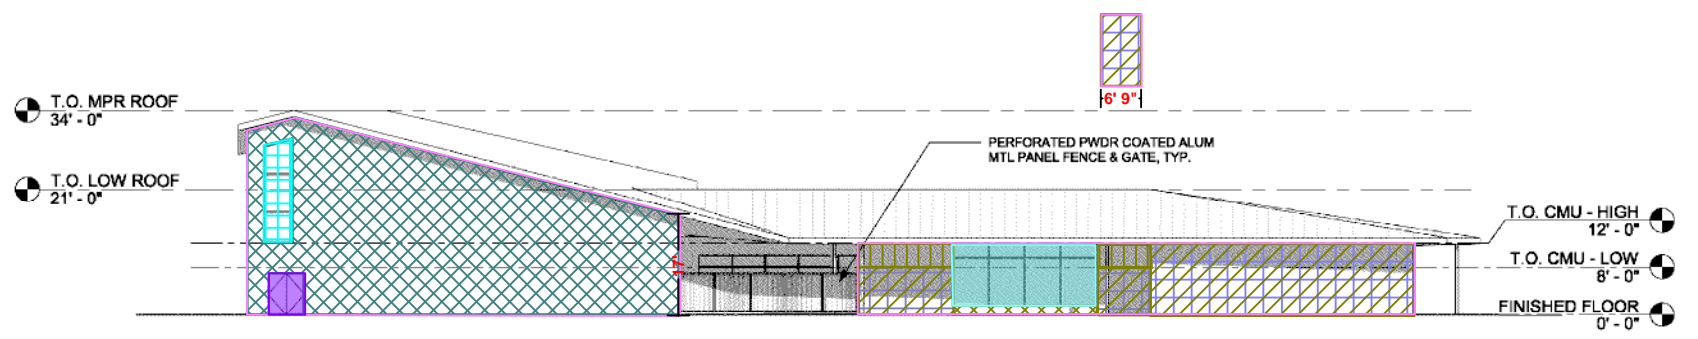 6' 9"
T.O. MPR ROOF
34' - 0"
PERFORATED PWDR COATED ALUM
MTL PANEL FENCE & GATE, TYP.
T.O. LOW ROOF
21' - 0"
T.O. CMU - HIGH
12' - 0"
17'
T.O. CMU - LOW
8' - 0"
FINISHED FLOOR
0' - 0"